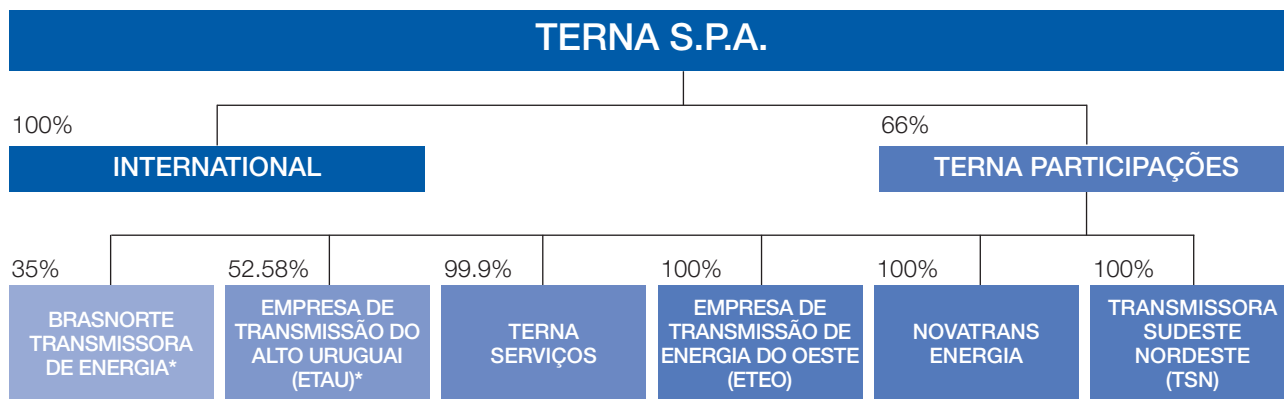 TERNA S.P.A.
100%
66%
INTERNATIONAL
TERNA PARTICIPAÇÕES
35%
52.58%
99.9%
100%
100%
100%
BRASNORTE
TRANSMISSORA
DE ENERGIA*
EMPRESA DE
TRANSMISSÃO DO
ALTO URUGUAI
(ETAU)*
TERNA
SERVIÇOS
EMPRESA DE
TRANSMISSÃO DE
ENERGIA DO OESTE
(ETEO)
NOVATRANS
ENERGIA
TRANSMISSORA
SUDESTE
NORDESTE
(TSN)